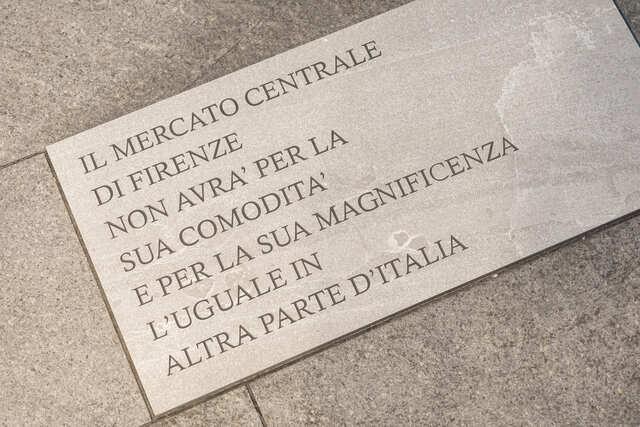 IL MERCATO CENTRALE
DI FIRENZE
NON AVRA' PER LA
SUA COMODITA'
E PER LA SUA MAGNIFICENZA
L'UGUALE IN
ALTRA PARTE D'ITALIA